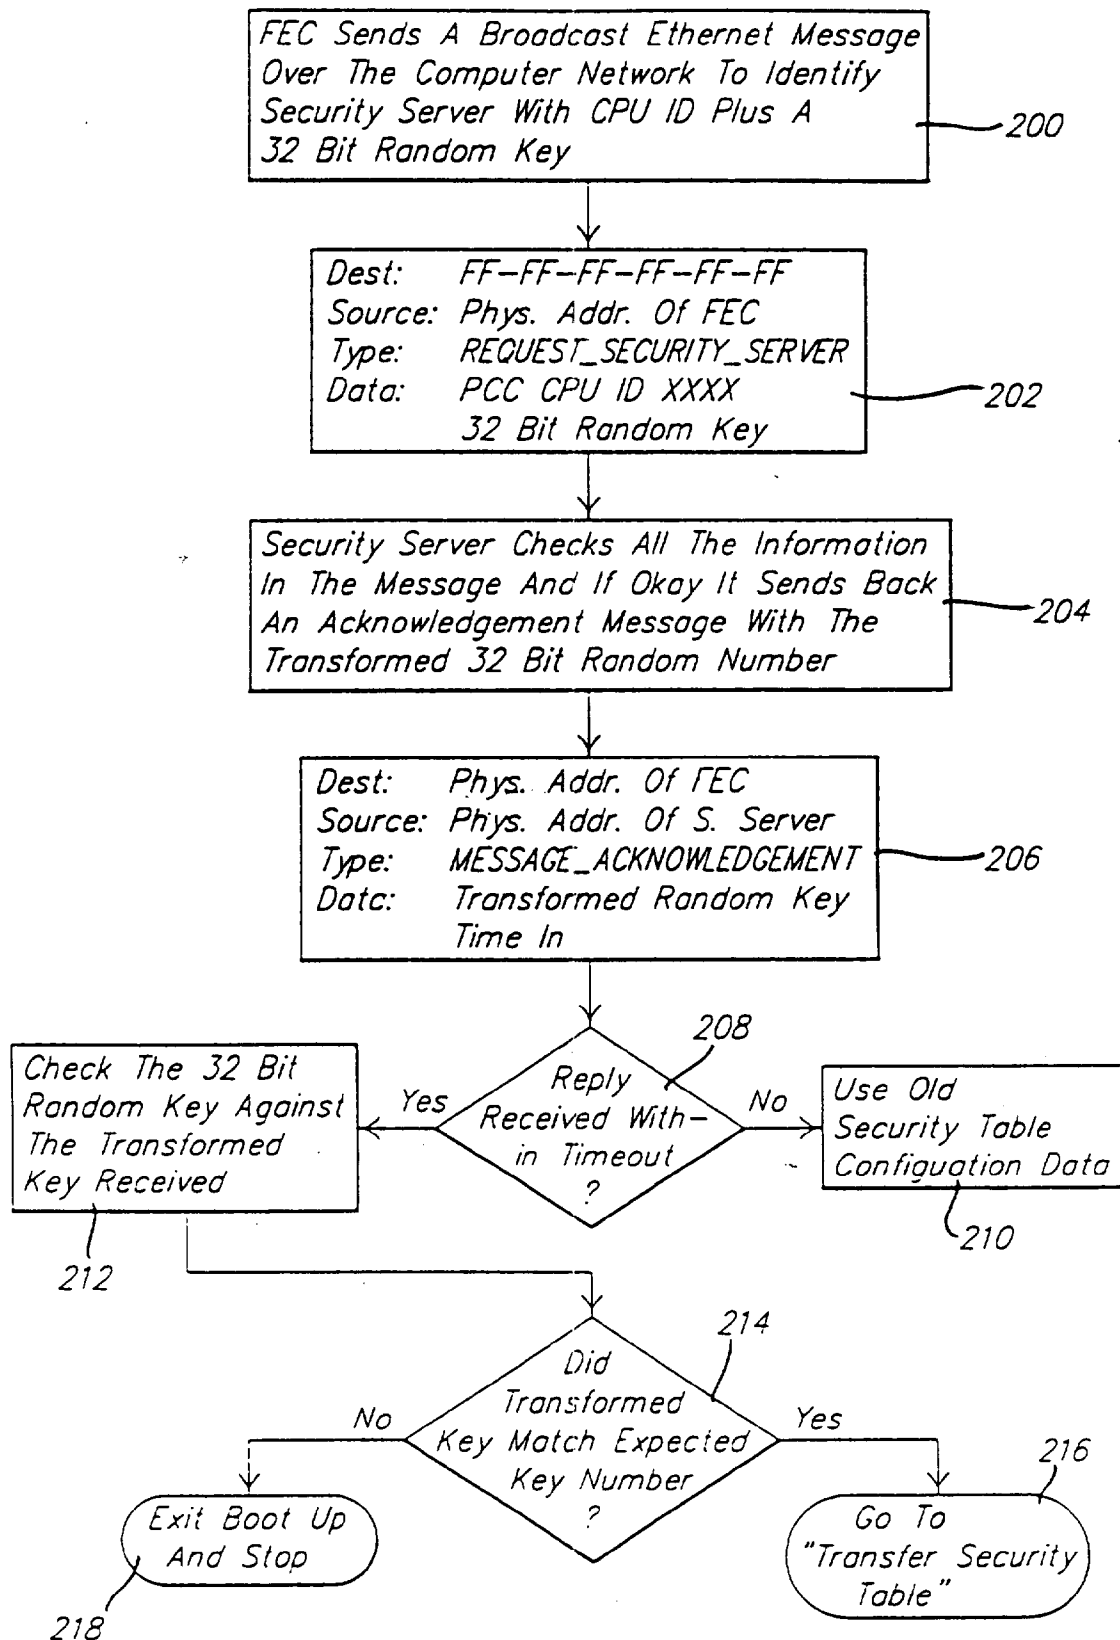 FEC Sends A Broadcast Ethernet Message
Over The Computer Network To Identify
Security Server With CPU ID Plus A
32 Bit Random Key
200
Dest: FF-FF-FF-FF-FF-FF
Source: Phys. Addr. Of FEC
Type: REQUEST_SECURITY_SERVER
Data: PCC CPU ID XXXX
32 Bit Random Key
202
Security Server Checks All The Information
In The Message And If Okay It Sends Back
An Acknowledgement Message With The
Transformed 32 Bit Random Number
204
Dest: Phys. Addr. Of FEC
Source: Phys. Addr. Of S. Server
Type: MESSAGE_ACKNOWLEDGEMENT
Data: Transformed Random Key
Time In
206
208
Reply
Received With-
in Timeout
?
Yes
No
Check The 32 Bit
Random Key Against
The Transformed
Key Received
212
Use Old
Security Table
Configuation Data
210
214
Did
Transformed
Key Match Expected
Key Number
?
No
Yes
Exit Boot Up
And Stop
218
216
Go To
"Transfer Security
Table"